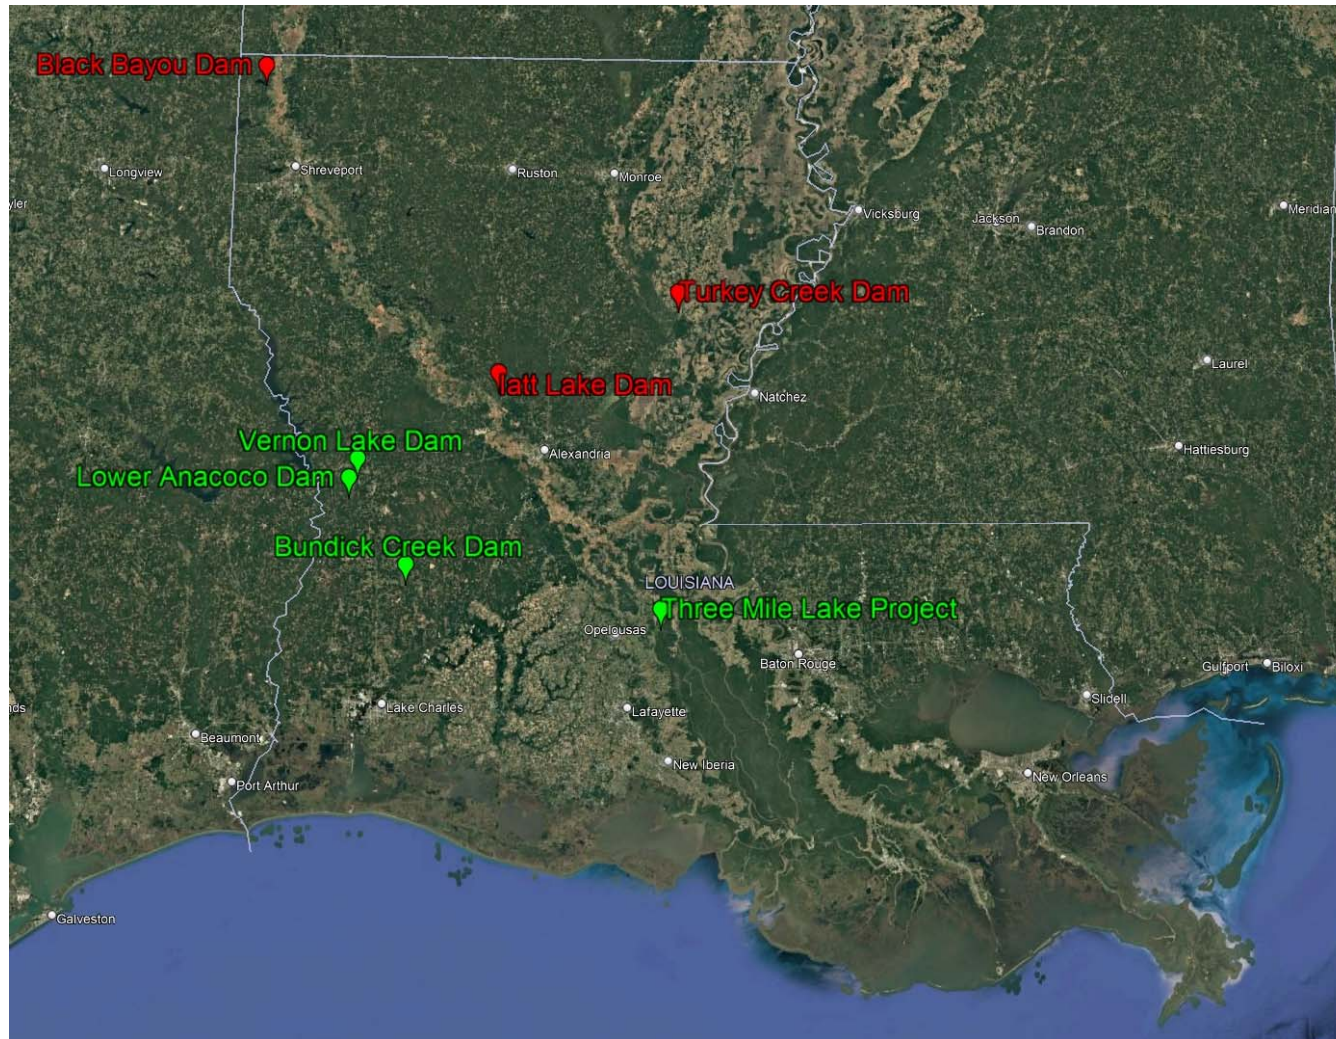 Black Bayou Dam
Longview
Shreveport
Ruston
Monroe
yler
Vicksburg
Jackson
Brandon
Meridian
Turkey Creek Dam
Iatt Lake Dam
Laurel
Natchez
Vernon Lake Dam
Alexandria
Hattiesburg
Lower Anacoco Dam
Bundick Creek Dam
LOUISIANA
Three Mile Lake Project
Opelousas
Baton Rouge
Gulfport
Biloxi
Slidell
nds
Lake Charles
Lafayette
Beaumont
New Iberia
New Orleans
Port Arthur
Galveston